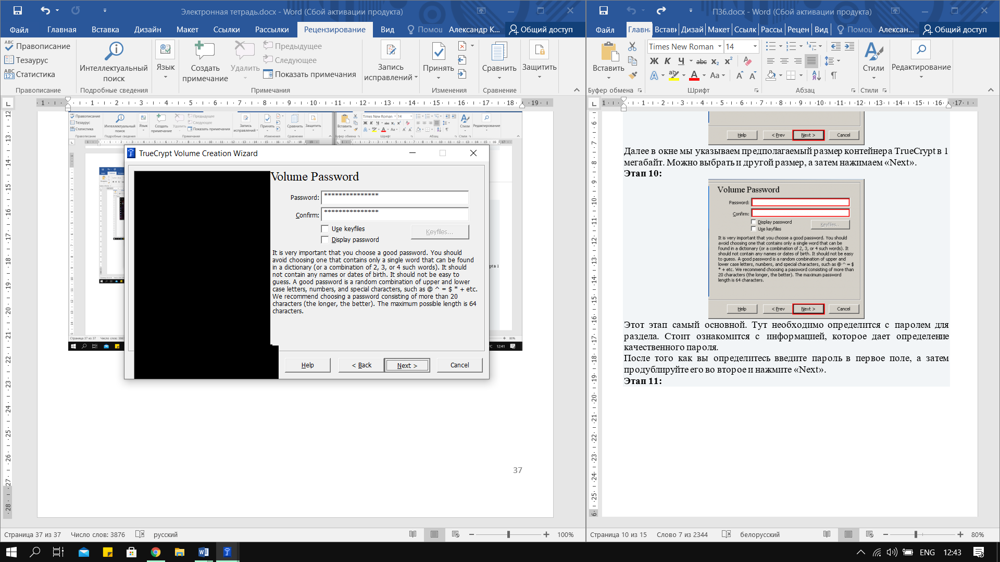 Электронная тетрадь.docx - Word (Сбой активации продукта)
Файл Главная Вставка Дизайн Макет Ссылки Рассылки Рецензирование Вид Помощ Александр К... Общий доступ
Правописание
Тезаурус
Статистика
Правописание
Интеллектуальный поиск
Подробные сведения
Язык
Создать примечание
Удалить
Предыдущее
Следующее
Показать примечания
Примечания
Запись исправлений
Принять
Изменения
Сравнить
Сравнение
Защитить
TrueCrypt Volume Creation Wizard
Volume Password
Password: ***************
Confirm: ***************
Use keyfiles
Keyfiles...
Display password
It is very important that you choose a good password. You should
avoid choosing one that contains only a single word that can be found
in a dictionary (or a combination of 2, 3, or 4 such words). It should
not contain any names or dates of birth. It should not be easy to
guess. A good password is a random combination of upper and lower
case letters, numbers, and special characters, such as @ ^ = $ * + etc.
We recommend choosing a password consisting of more than 20
characters (the longer, the better). The maximum possible length is 64
characters.
Help < Back Next > Cancel
37
Страница 37 из 37 Число слов: 3876 русский 100%
П36.docx - Word (Сбой активации продукта)
Файл Главн Вставк Дизай Макет Ссылк Рассы. Рецен Вид Помощ Алексан... Общий доступ
Вставить
Буфер обмена
Times New Roman 14
Ж К Ч abc x₂ x²
Aa
Шрифт
Абзац
Стили
Стили
Редактирование
Help < Prev Next > Cancel
Далее в окне мы указываем предполагаемый размер контейнера TrueCrypt в 1
мегабайт. Можно выбрать и другой размер, а затем нажимаем «Next».
Этап 10:
Volume Password
Password:
Confirm:
Display password
Use keyfiles
Keyfiles..
It is very important that you choose a good password. You should
avoid choosing one that contains only a single word that can be
found in a dictionary (or a combination of 2, 3, or 4 such words). It
should not contain any names or dates of birth. It should not be easy
to guess. A good password is a random combination of upper and
lower case letters, numbers, and special characters, such as @ ^ = $
* + etc. We recommend choosing a password consisting of more than
20 characters (the longer, the better). The maximum password
length is 64 characters.
Help < Prev Next > Cancel
Этот этап самый основной. Тут необходимо определится с паролем для
раздела. Стоит ознакомится с информацией, которое дает определение
качественного пароля.
После того как вы определитесь введите пароль в первое поле, а затем
продублируйте его во второе и нажмите «Next».
Этап 11:
Страница 10 из 15 Слово 7 из 2344 белорусский 80%
ENG 12:43